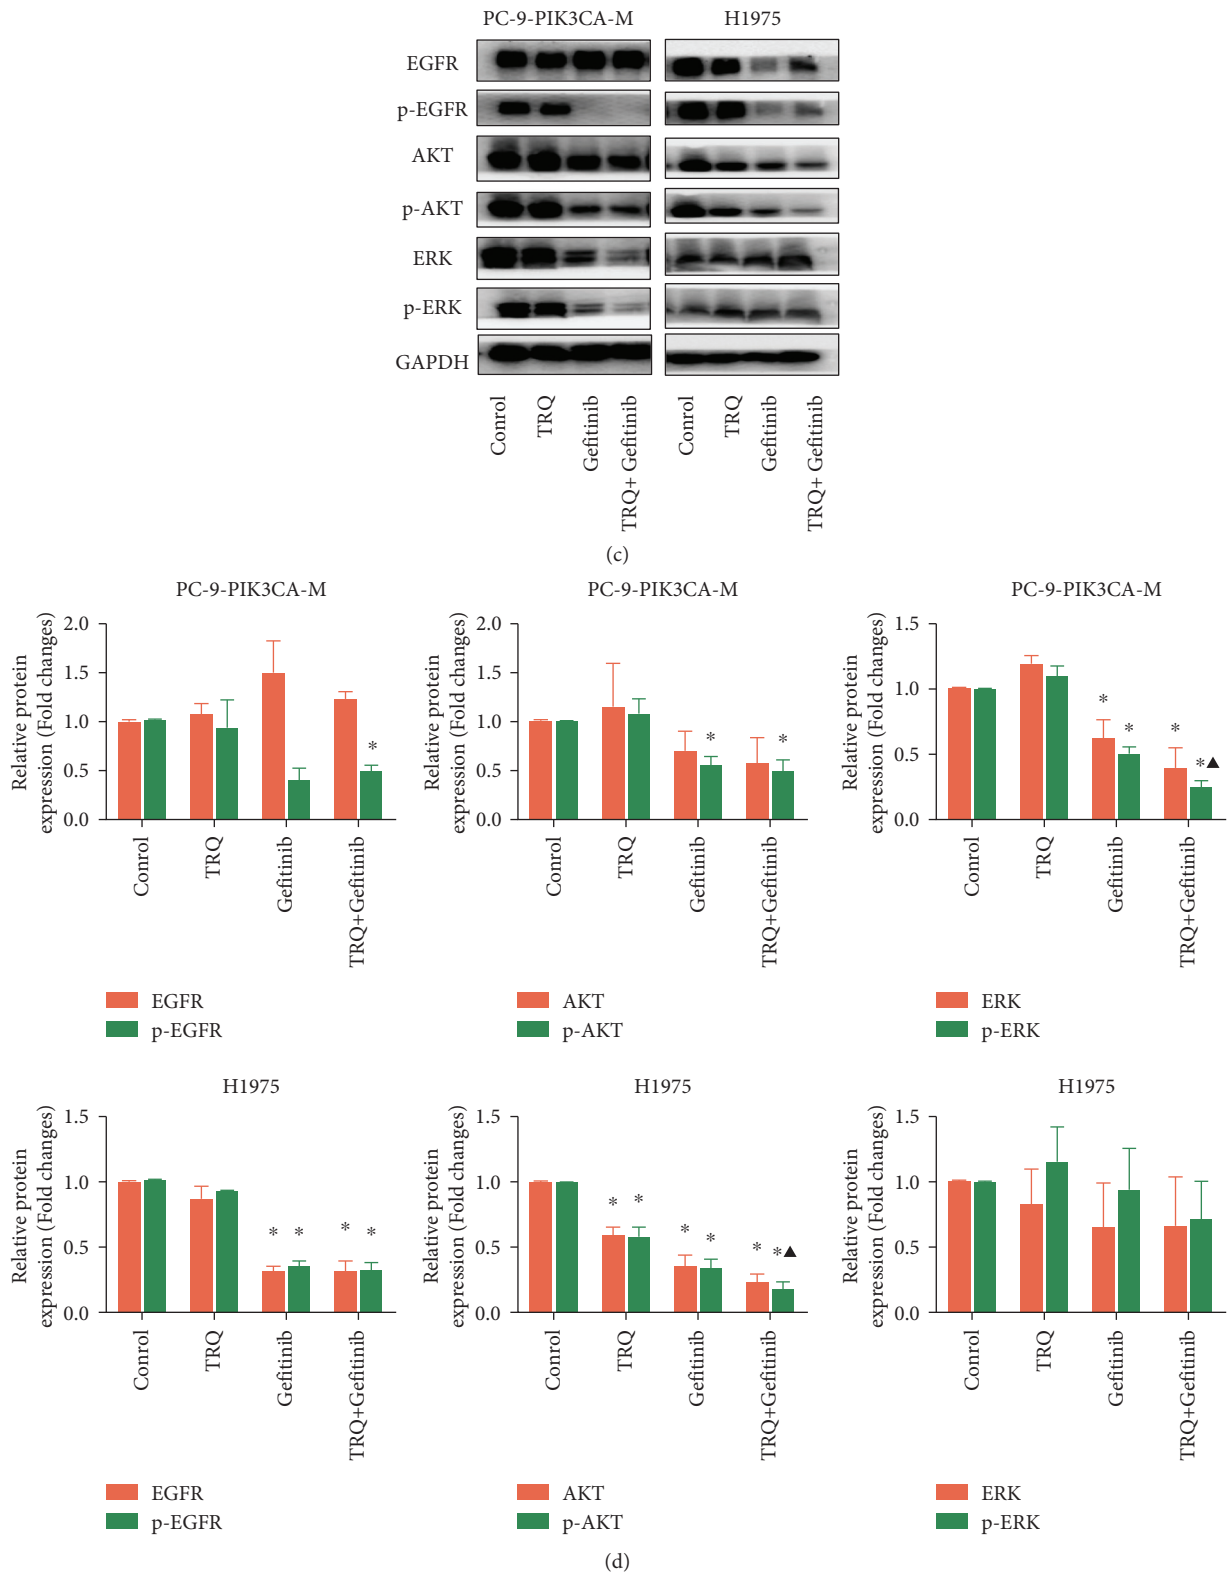 PC-9-PIK3CA-M H1975
EGFR
p-EGFR
AKT
p-AKT
ERK
p-ERK
GAPDH
Conrol TRQ Gefitinib TRQ+ Gefitinib Conrol TRQ Gefitinib TRQ+ Gefitinib
(c)
PC-9-PIK3CA-M
Relative protein
expression (Fold changes)
2.0
1.5
1.0
0.5
0.0
*
Conrol TRQ Gefitinib TRQ+Gefitinib
EGFR
p-EGFR
PC-9-PIK3CA-M
Relative protein
expression (Fold changes)
2.0
1.5
1.0
0.5
0.0
* *
Conrol TRQ Gefitinib TRQ+Gefitinib
AKT
p-AKT
PC-9-PIK3CA-M
Relative protein
expression (Fold changes)
1.5
1.0
0.5
0.0
* * * *▲
Conrol TRQ Gefitinib TRQ+Gefitinib
ERK
p-ERK
H1975
Relative protein
expression (Fold changes)
1.5
1.0
0.5
0.0
* * * *
Conrol TRQ Gefitinib TRQ+Gefitinib
EGFR
p-EGFR
H1975
Relative protein
expression (Fold changes)
1.5
1.0
0.5
0.0
* * * * * *▲
Conrol TRQ Gefitinib TRQ+Gefitinib
AKT
p-AKT
H1975
Relative protein
expression (Fold changes)
1.5
1.0
0.5
0.0
Conrol TRQ Gefitinib TRQ+Gefitinib
ERK
p-ERK
(d)